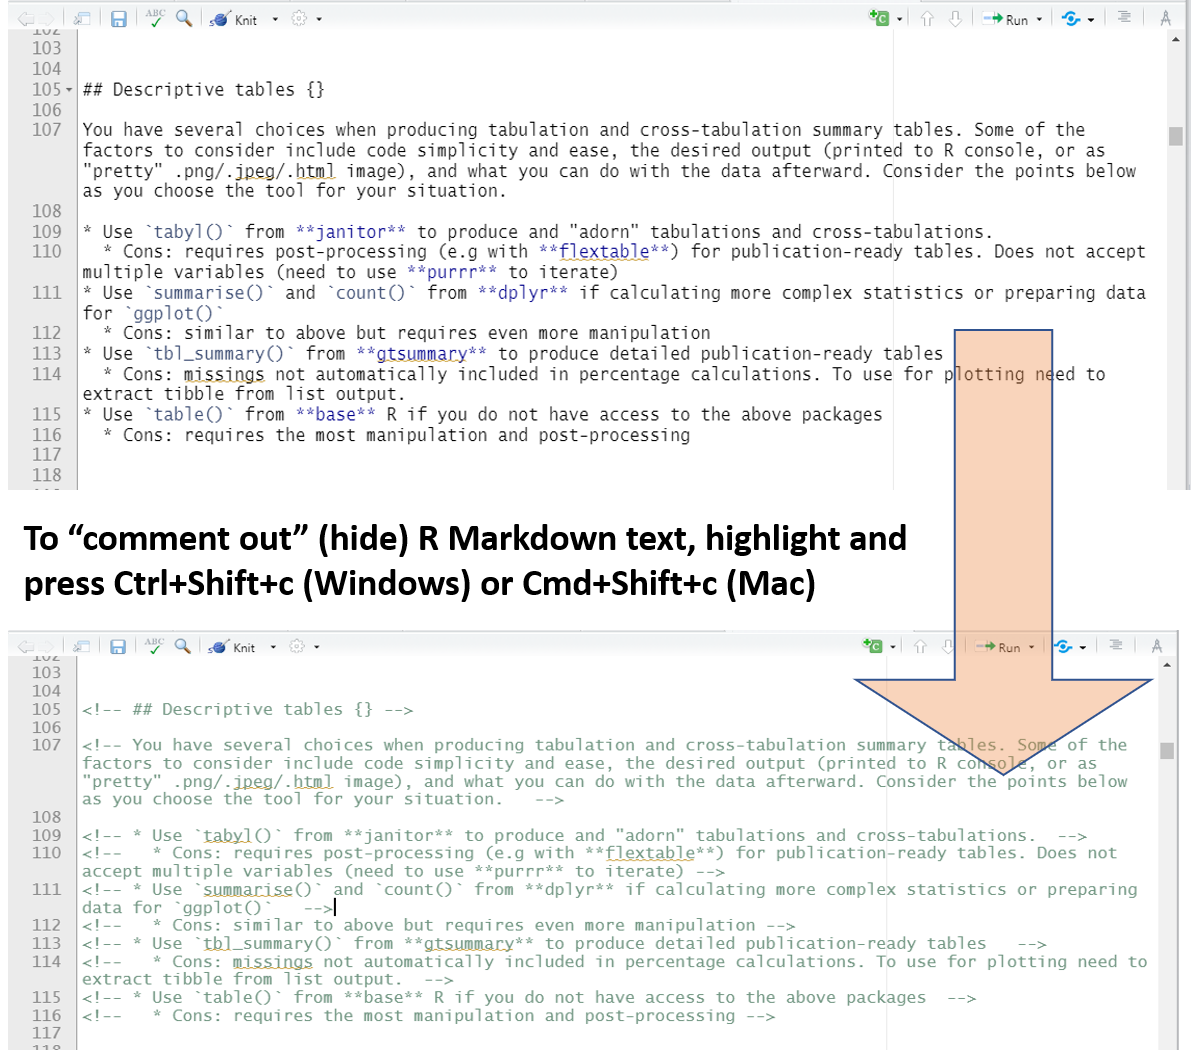 ABC Knit Run
102
103
104
105 ## Descriptive tables {}
106
107 You have several choices when producing tabulation and cross-tabulation summary tables. Some of the
factors to consider include code simplicity and ease, the desired output (printed to R console, or as
"pretty" .png/.jpeg/.html image), and what you can do with the data afterward. Consider the points below
as you choose the tool for your situation.
108
109 * Use `tabyl()` from **janitor** to produce and "adorn" tabulations and cross-tabulations.
110   * Cons: requires post-processing (e.g with **flextable**) for publication-ready tables. Does not accept
multiple variables (need to use **purrr** to iterate)
111 * Use `summarise()` and `count()` from **dplyr** if calculating more complex statistics or preparing data
for `ggplot()`
112   * Cons: similar to above but requires even more manipulation
113 * Use `tbl_summary()` from **gtsummary** to produce detailed publication-ready tables
114   * Cons: missings not automatically included in percentage calculations. To use for plotting need to
extract tibble from list output.
115 * Use `table()` from **base** R if you do not have access to the above packages
116   * Cons: requires the most manipulation and post-processing
117
118
To “comment out” (hide) R Markdown text, highlight and
press Ctrl+Shift+c (Windows) or Cmd+Shift+c (Mac)
ABC Knit Run
102
103
104
105 <!-- ## Descriptive tables {} -->
106
107 <!-- You have several choices when producing tabulation and cross-tabulation summary tables. Some of the
factors to consider include code simplicity and ease, the desired output (printed to R console, or as
"pretty" .png/.jpeg/.html image), and what you can do with the data afterward. Consider the points below
as you choose the tool for your situation.   -->
108
109 <!-- * Use `tabyl()` from **janitor** to produce and "adorn" tabulations and cross-tabulations.  -->
110 <!--   * Cons: requires post-processing (e.g with **flextable**) for publication-ready tables. Does not
accept multiple variables (need to use **purrr** to iterate) -->
111 <!-- * Use `summarise()` and `count()` from **dplyr** if calculating more complex statistics or preparing
data for `ggplot()`   -->
112 <!--   * Cons: similar to above but requires even more manipulation -->
113 <!-- * Use `tbl_summary()` from **gtsummary** to produce detailed publication-ready tables   -->
114 <!--   * Cons: missings not automatically included in percentage calculations. To use for plotting need to
extract tibble from list output.  -->
115 <!-- * Use `table()` from **base** R if you do not have access to the above packages  -->
116 <!--   * Cons: requires the most manipulation and post-processing -->
117
118